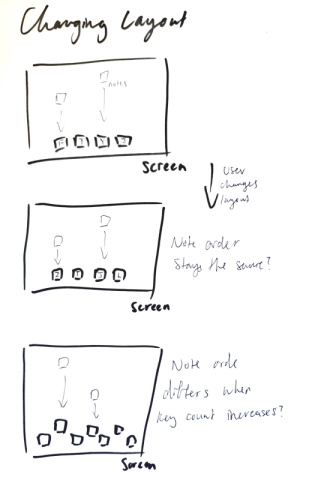 Changing Layout
notes
Screen
User
changes
layout
Note order
Stays the same?
Screen
Note orde
differs when
key count increases?
Screen